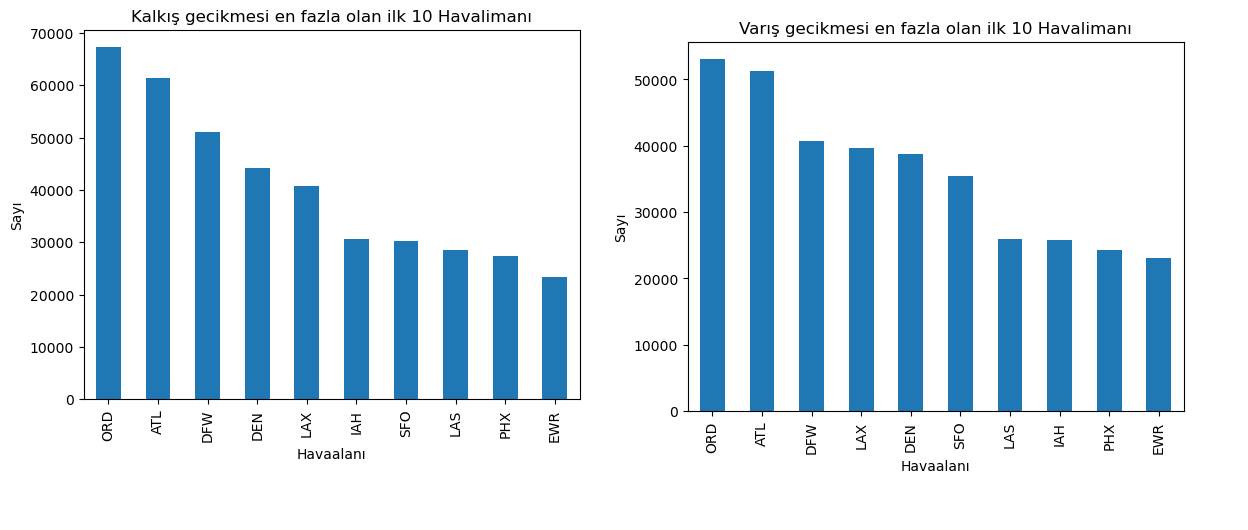 Kalkış gecikmesi en fazla olan ilk 10 Havalimanı
70000
60000
50000
40000
30000
20000
10000
0
Sayı
ORD ATL DFW DEN LAX IAH SFO LAS PHX EWR
Havaalanı
Varış gecikmesi en fazla olan ilk 10 Havalimanı
50000
40000
30000
20000
10000
0
Sayı
ORD ATL DFW LAX DEN SFO LAS IAH PHX EWR
Havaalanı